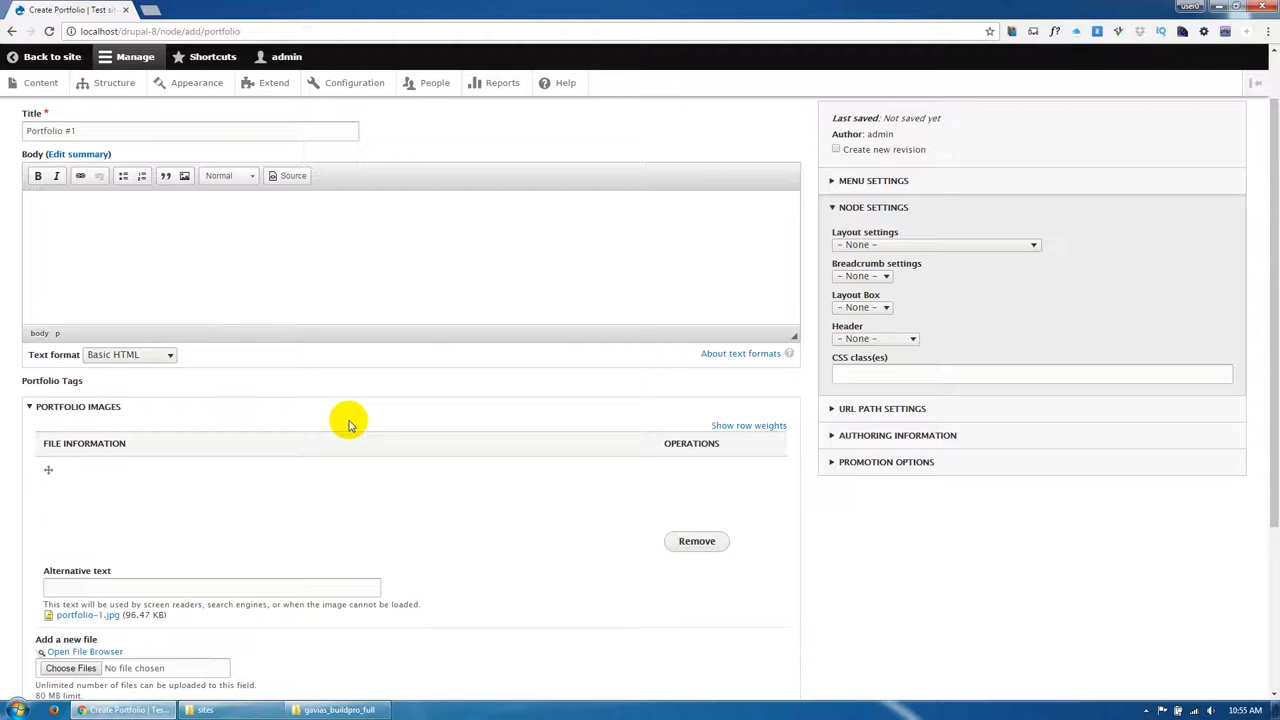 Create Portfolio | Test sit
user0
localhost/drupal-8/node/add/portfolio
Back to site
Manage
Shortcuts
admin
Content
Structure
Appearance
Extend
Configuration
People
Reports
Help
Title *
Portfolio #1
Body (Edit summary)
B I Normal Source
body p
Text format Basic HTML
About text formats ?
Portfolio Tags
PORTFOLIO IMAGES
Show row weights
FILE INFORMATION OPERATIONS
Remove
Alternative text
This text will be used by screen readers, search engines, or when the image cannot be loaded.
portfolio-1.jpg (96.47 KB)
Add a new file
Open File Browser
Choose Files No file chosen
Unlimited number of files can be uploaded to this field.
80 MB limit.
Last saved: Not saved yet
Author: admin
Create new revision
MENU SETTINGS
NODE SETTINGS
Layout settings
- None -
Breadcrumb settings
- None -
Layout Box
- None -
Header
- None -
CSS class(es)
URL PATH SETTINGS
AUTHORING INFORMATION
PROMOTION OPTIONS
Create Portfolio | Tes...
sites
gavias_buildpro_full
10:55 AM